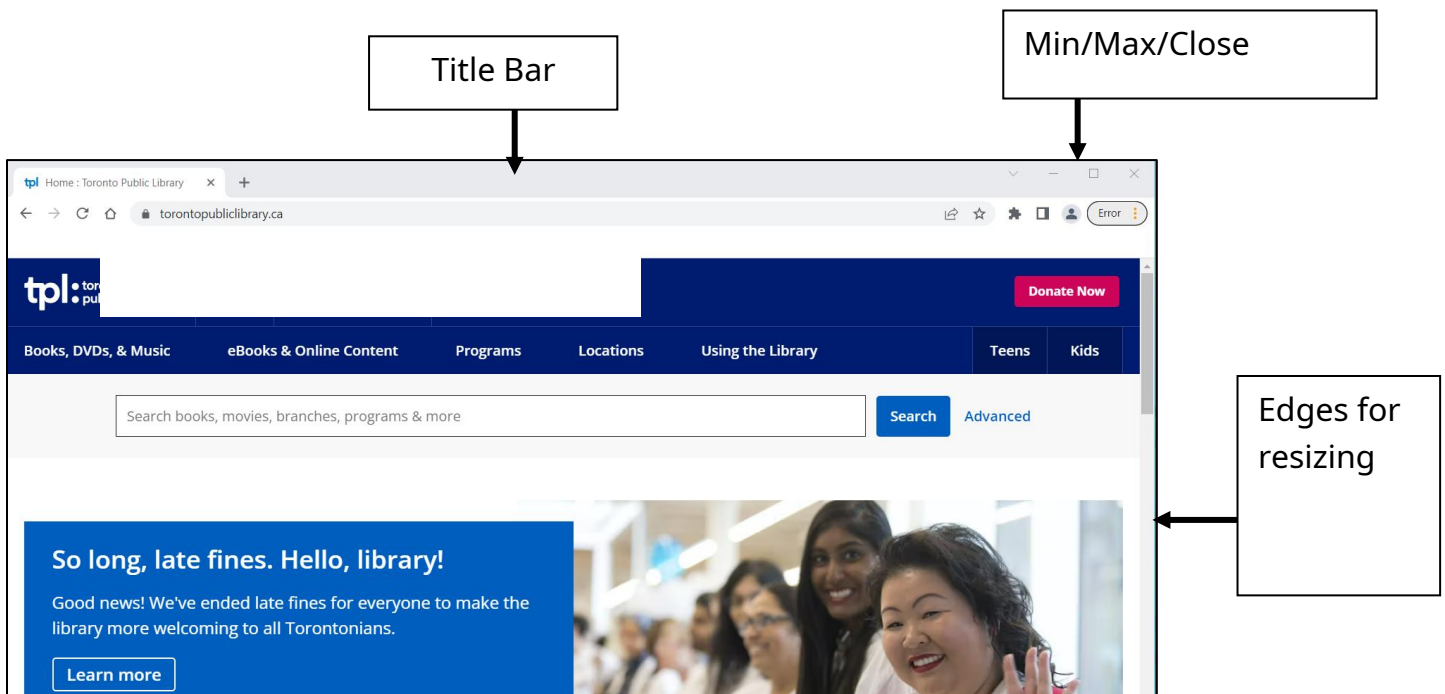 Title Bar
Min/Max/Close
tpl Home : Toronto Public Library
torontopubliclibrary.ca
Error
tpl:
Donate Now
Books, DVDs, & Music eBooks & Online Content Programs Locations Using the Library Teens Kids
Search books, movies, branches, programs & more Search Advanced
Edges for
resizing
So long, late fines. Hello, library!
Good news! We've ended late fines for everyone to make the
library more welcoming to all Torontonians.
Learn more